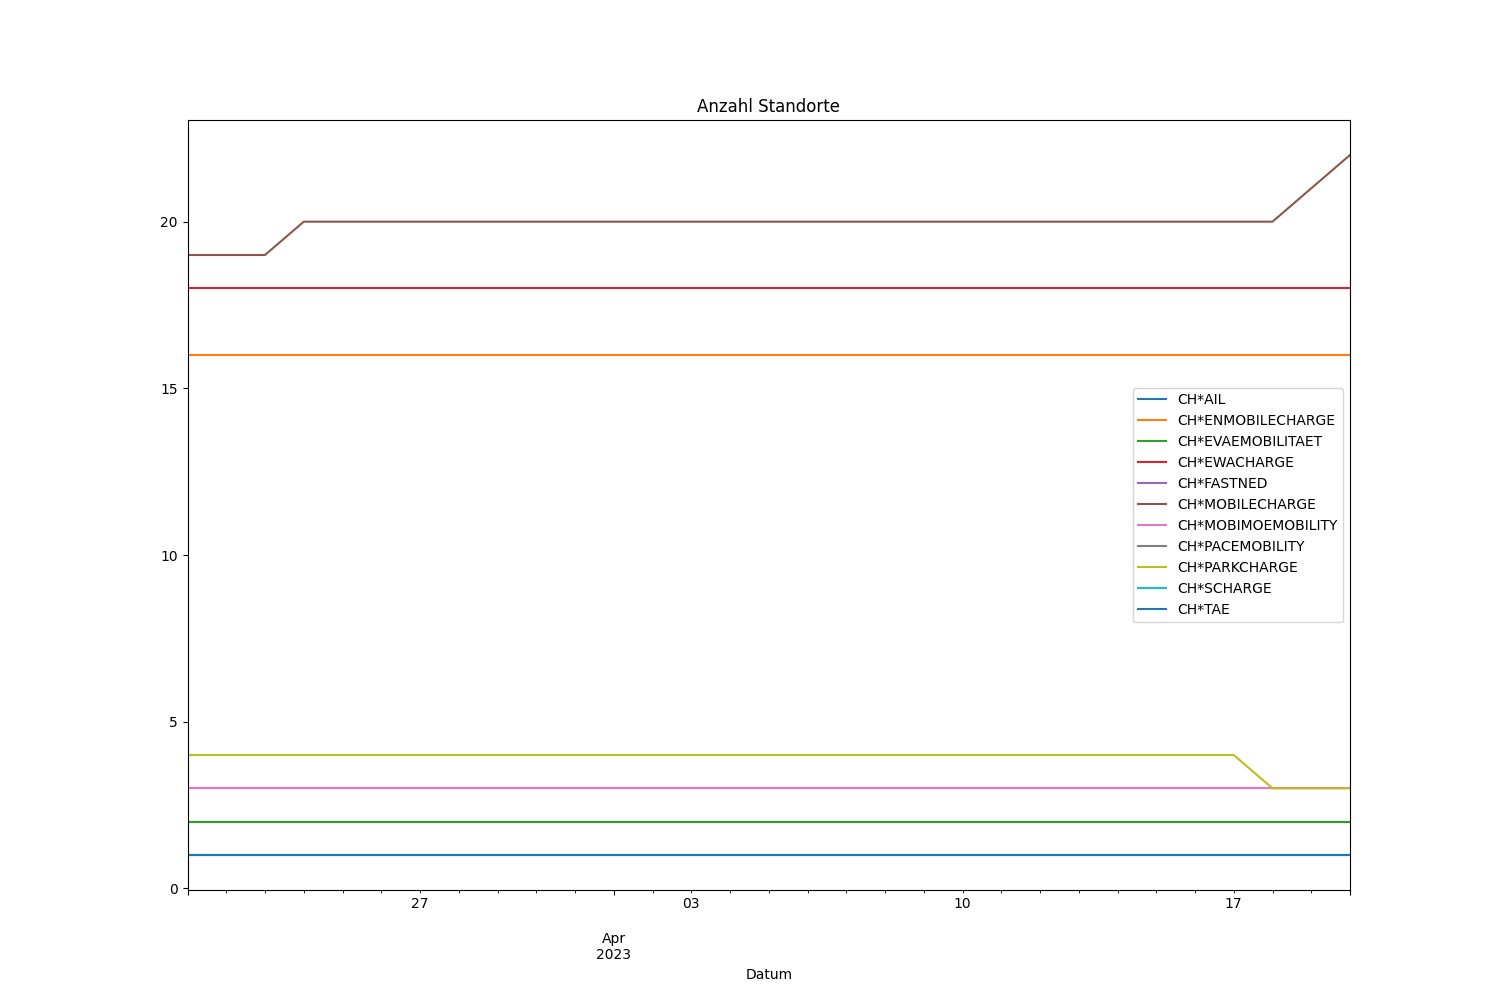 Anzahl Standorte
20
15
10
5
0
CH*AIL
CH*ENMOBILECHARGE
CH*EVAEMOBILITAET
CH*EWACHARGE
CH*FASTNED
CH*MOBILECHARGE
CH*MOBIMOEMOBILITY
CH*PACEMOBILITY
CH*PARKCHARGE
CH*SCHARGE
CH*TAE
27 03 10 17
Apr
2023
Datum